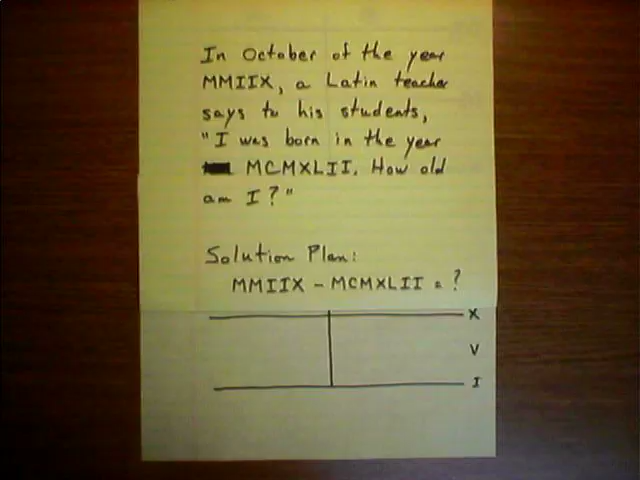 In October of the year
MMIIX, a Latin teacher
says to his students,
"I was born in the year
MCMXLII. How old
am I?"
Solution Plan:
MMIIX - MCMXLII = ?
X
V
I